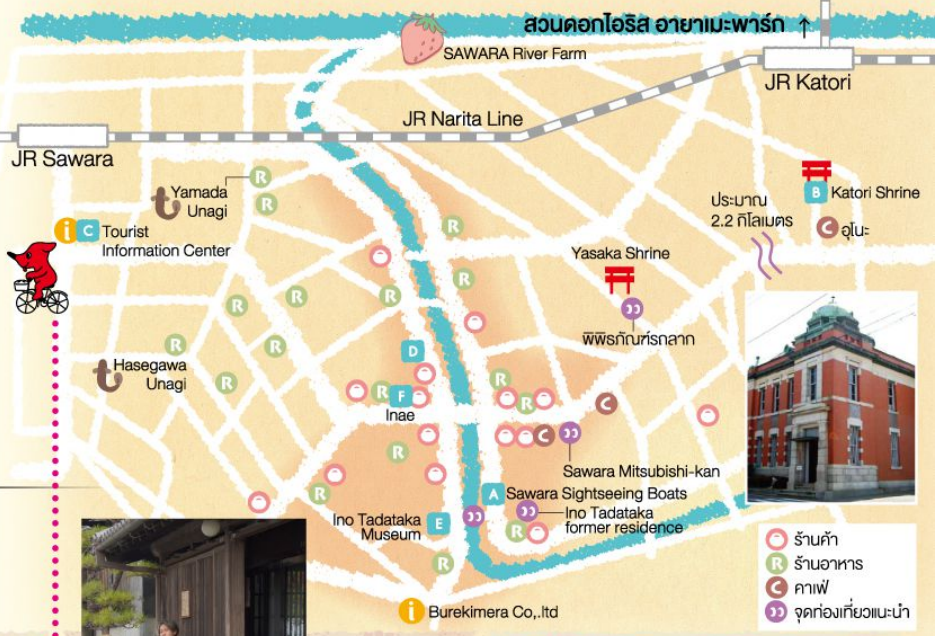 สวนดอกไอริส อายาเมะพาร์ก ↑
SAWARA River Farm
JR Katori
JR Narita Line
JR Sawara
R
Yamada
Unagi
R
B Katori Shrine
ประมาณ
2.2 กิโลเมตร
C อุโนะ
i C Tourist
Information Center
R
Yasaka Shrine
R
R
R
R
พิพิธภัณฑ์รถลาก
R
R
D
Hasegawa
Unagi
R
R
R
F
R
C
Inae
R
C
Sawara Mitsubishi-kan
R
A Sawara Sightseeing Boats
Ino Tadataka
former residence
Ino Tadataka
Museum
E
R
R
ร้านค้า
R ร้านอาหาร
C คาเฟ่
จุดท่องเที่ยวแนะนำ
i Burekimera Co,.ltd